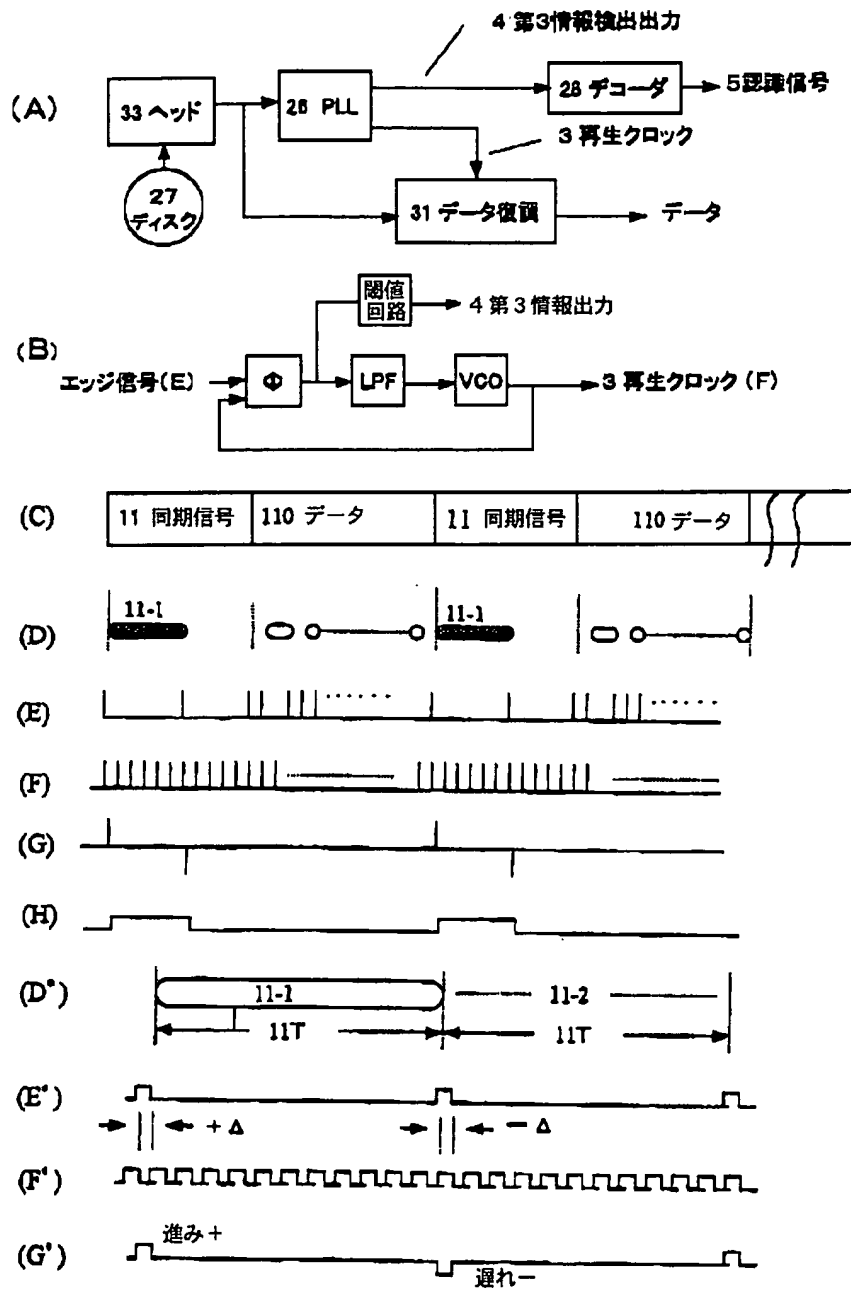 4 第3情報検出出力
(A)
33 ヘッド
26 PLL
28 デコーダ
5認識信号
3 再生クロック
27
ディスク
31 データ復調
データ
(B)
閾値
回路
4 第3情報出力
エッジ信号(E)
Φ
LPF
VCO
3 再生クロック (F)
(C)
11 同期信号
110 データ
11 同期信号
110 データ
(D)
11-1
11-1
(E)
(F)
(G)
(H)
(D')
11-1
11-2
11T
11T
(E')
+ Δ
− Δ
(F')
(G')
進み+
遅れ−